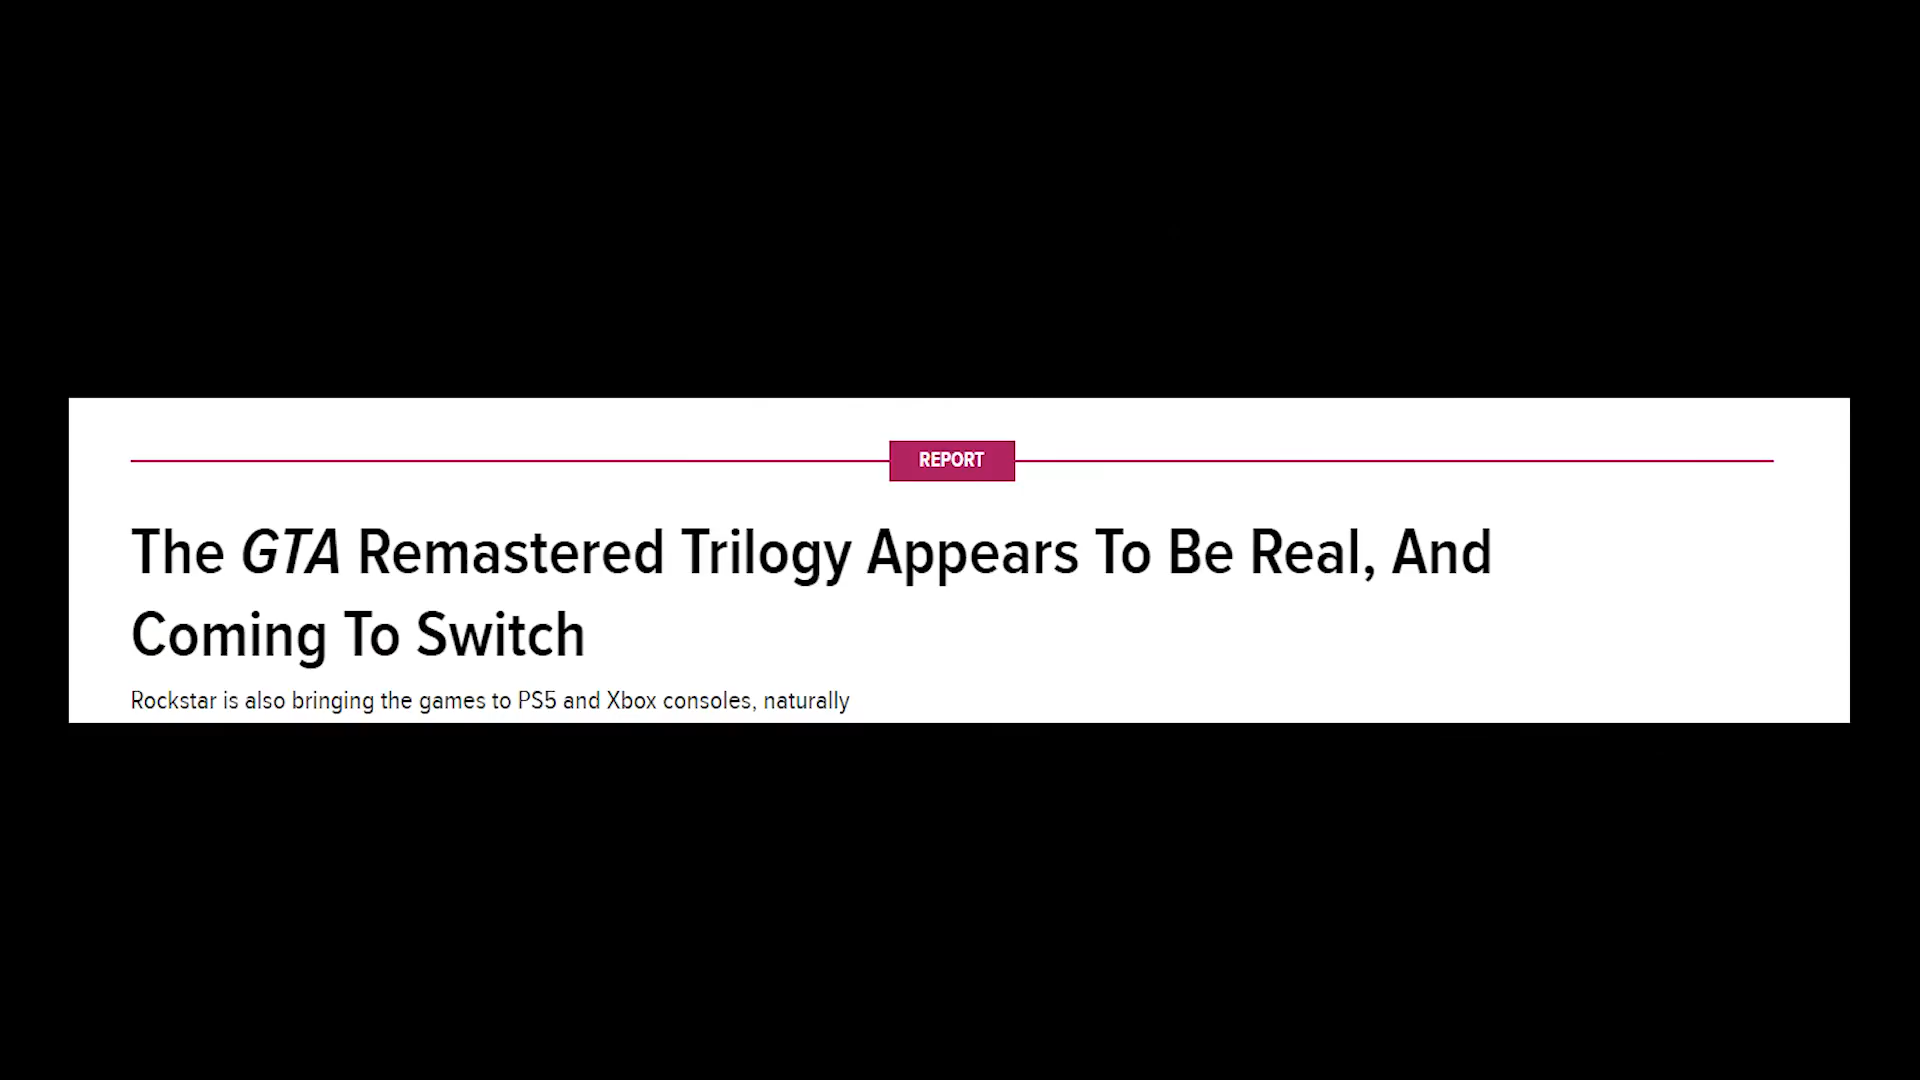 REPORT
The GTA Remastered Trilogy Appears To Be Real, And
Coming To Switch
Rockstar is also bringing the games to PS5 and Xbox consoles, naturally